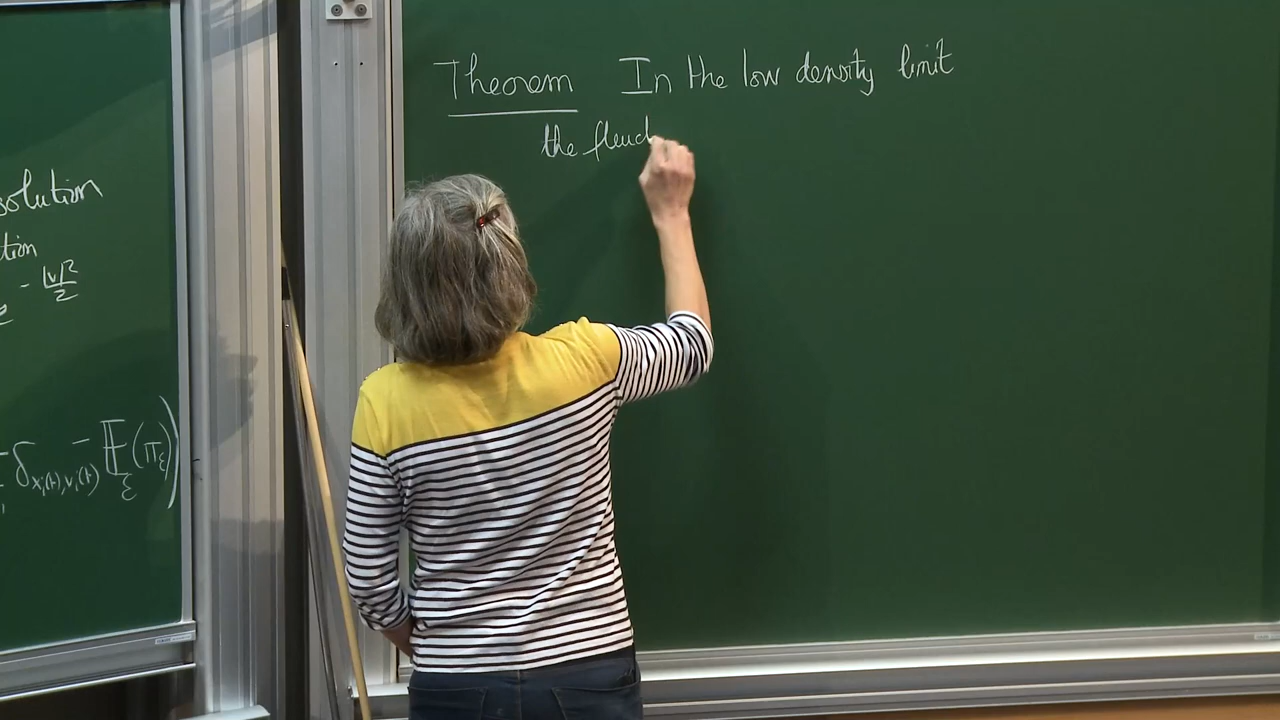 solution
tion
- |v|²/2
δ_{x_i(t),v_i(t)} - 𝔼_ε(π_ε))
Theorem In the low density limit
the fluct